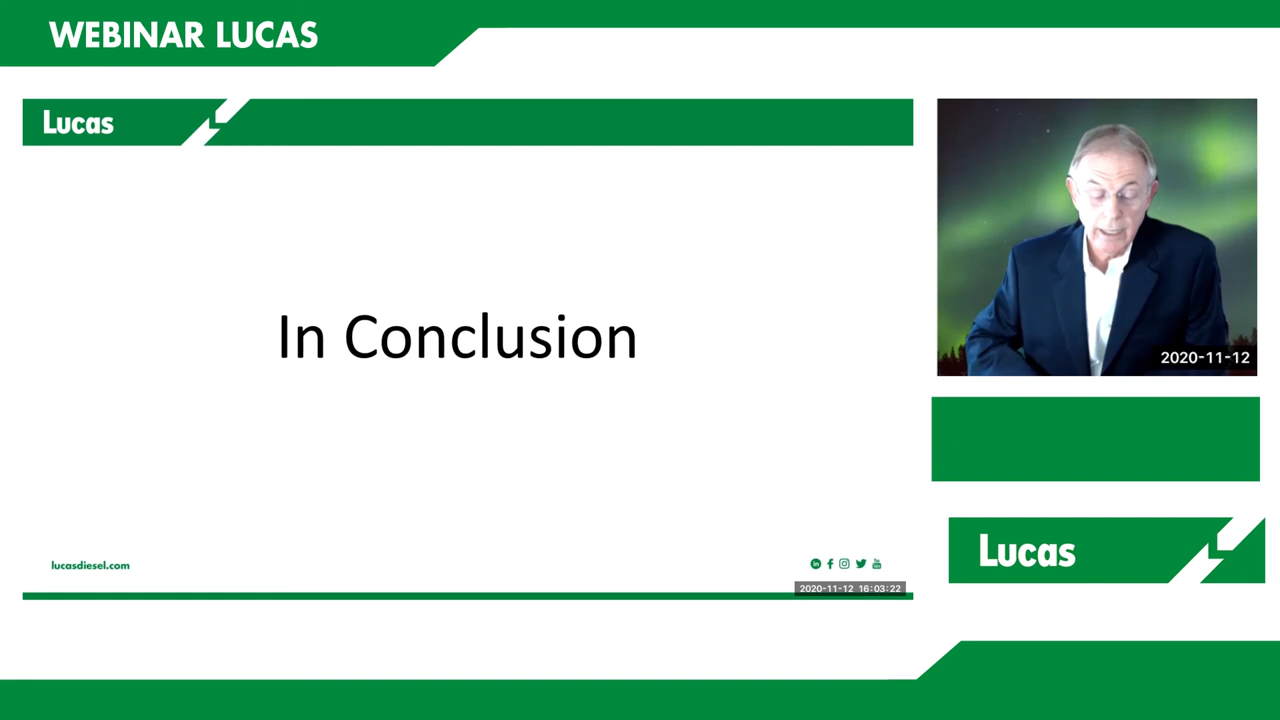 WEBINAR LUCAS
Lucas
In Conclusion
2020-11-12
lucasdiesel.com
2020-11-12 16:03:22
Lucas